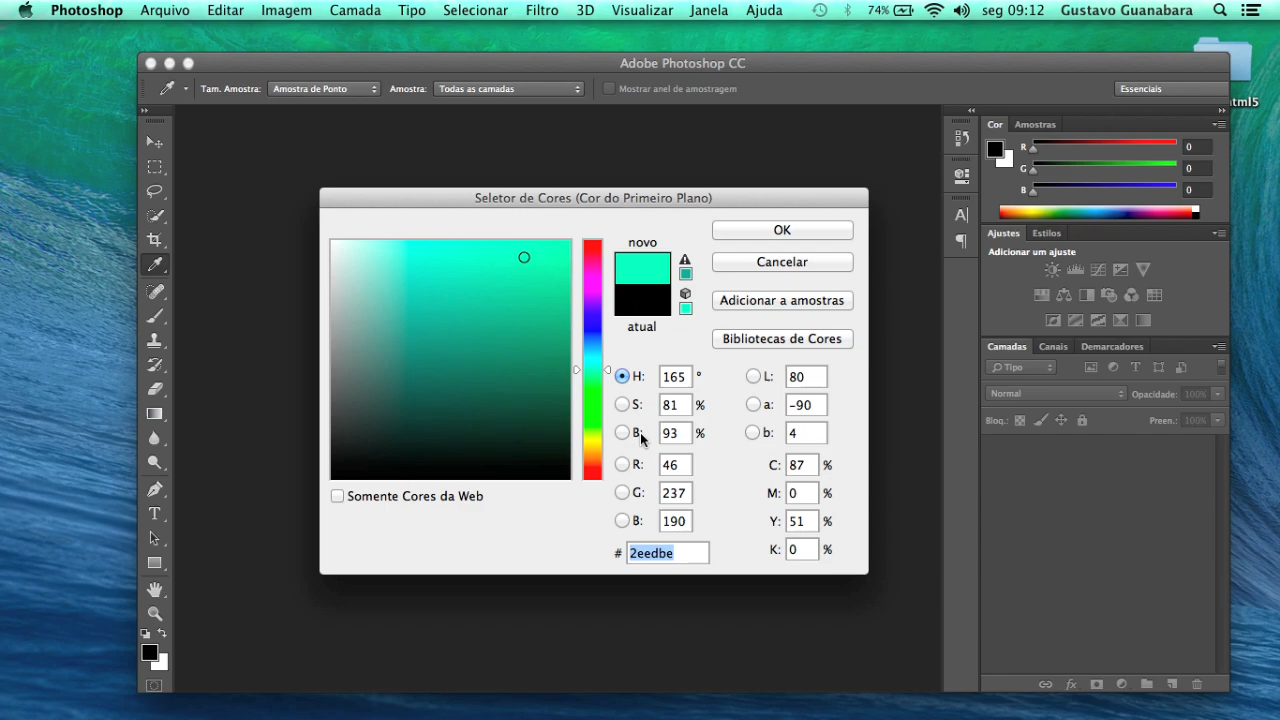 Photoshop Arquivo Editar Imagem Camada Tipo Selecionar Filtro 3D Visualizar Janela Ajuda 74% seg 09:12 Gustavo Guanabara
Adobe Photoshop CC
Tam. Amostra: Amostra de Ponto Amostra: Todas as camadas Mostrar anel de amostragem Essenciais
html5
Cor Amostras
R 0
G 0
B 0
Seletor de Cores (Cor do Primeiro Plano)
novo
atual
OK
Cancelar
Adicionar a amostras
Bibliotecas de Cores
H: 165 ° L: 80
S: 81 % a: -90
B: 93 % b: 4
R: 46 C: 87 %
G: 237 M: 0 %
B: 190 Y: 51 %
# 2eedbe K: 0 %
Somente Cores da Web
Ajustes Estilos
Adicionar um ajuste
Camadas Canais Demarcadores
Tipo
Normal Opacidade: 100%
Bloq.: Preen.: 100%